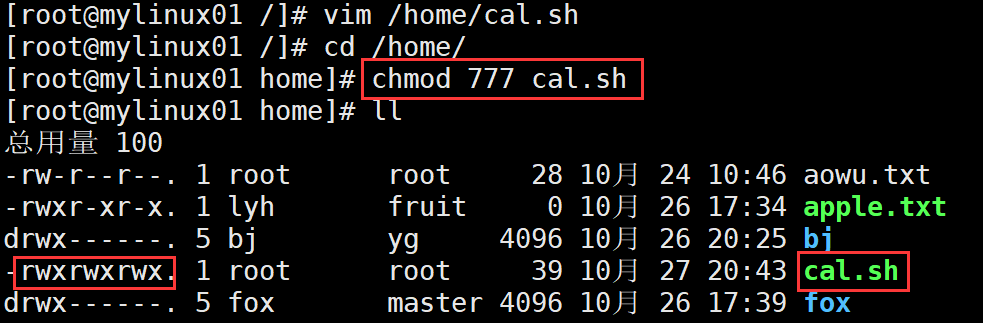 [root@mylinux01 /]# vim /home/cal.sh
[root@mylinux01 /]# cd /home/
[root@mylinux01 home]# chmod 777 cal.sh
[root@mylinux01 home]# ll
总用量 100
-rw-r--r--. 1 root root 28 10月 24 10:46 aowu.txt
-rwxr-xr-x. 1 lyh fruit 0 10月 26 17:34 apple.txt
drwx------. 5 bj yg 4096 10月 26 20:25 bj
-rwxrwxrwx. 1 root root 39 10月 27 20:43 cal.sh
drwx------. 5 fox master 4096 10月 26 17:39 fox